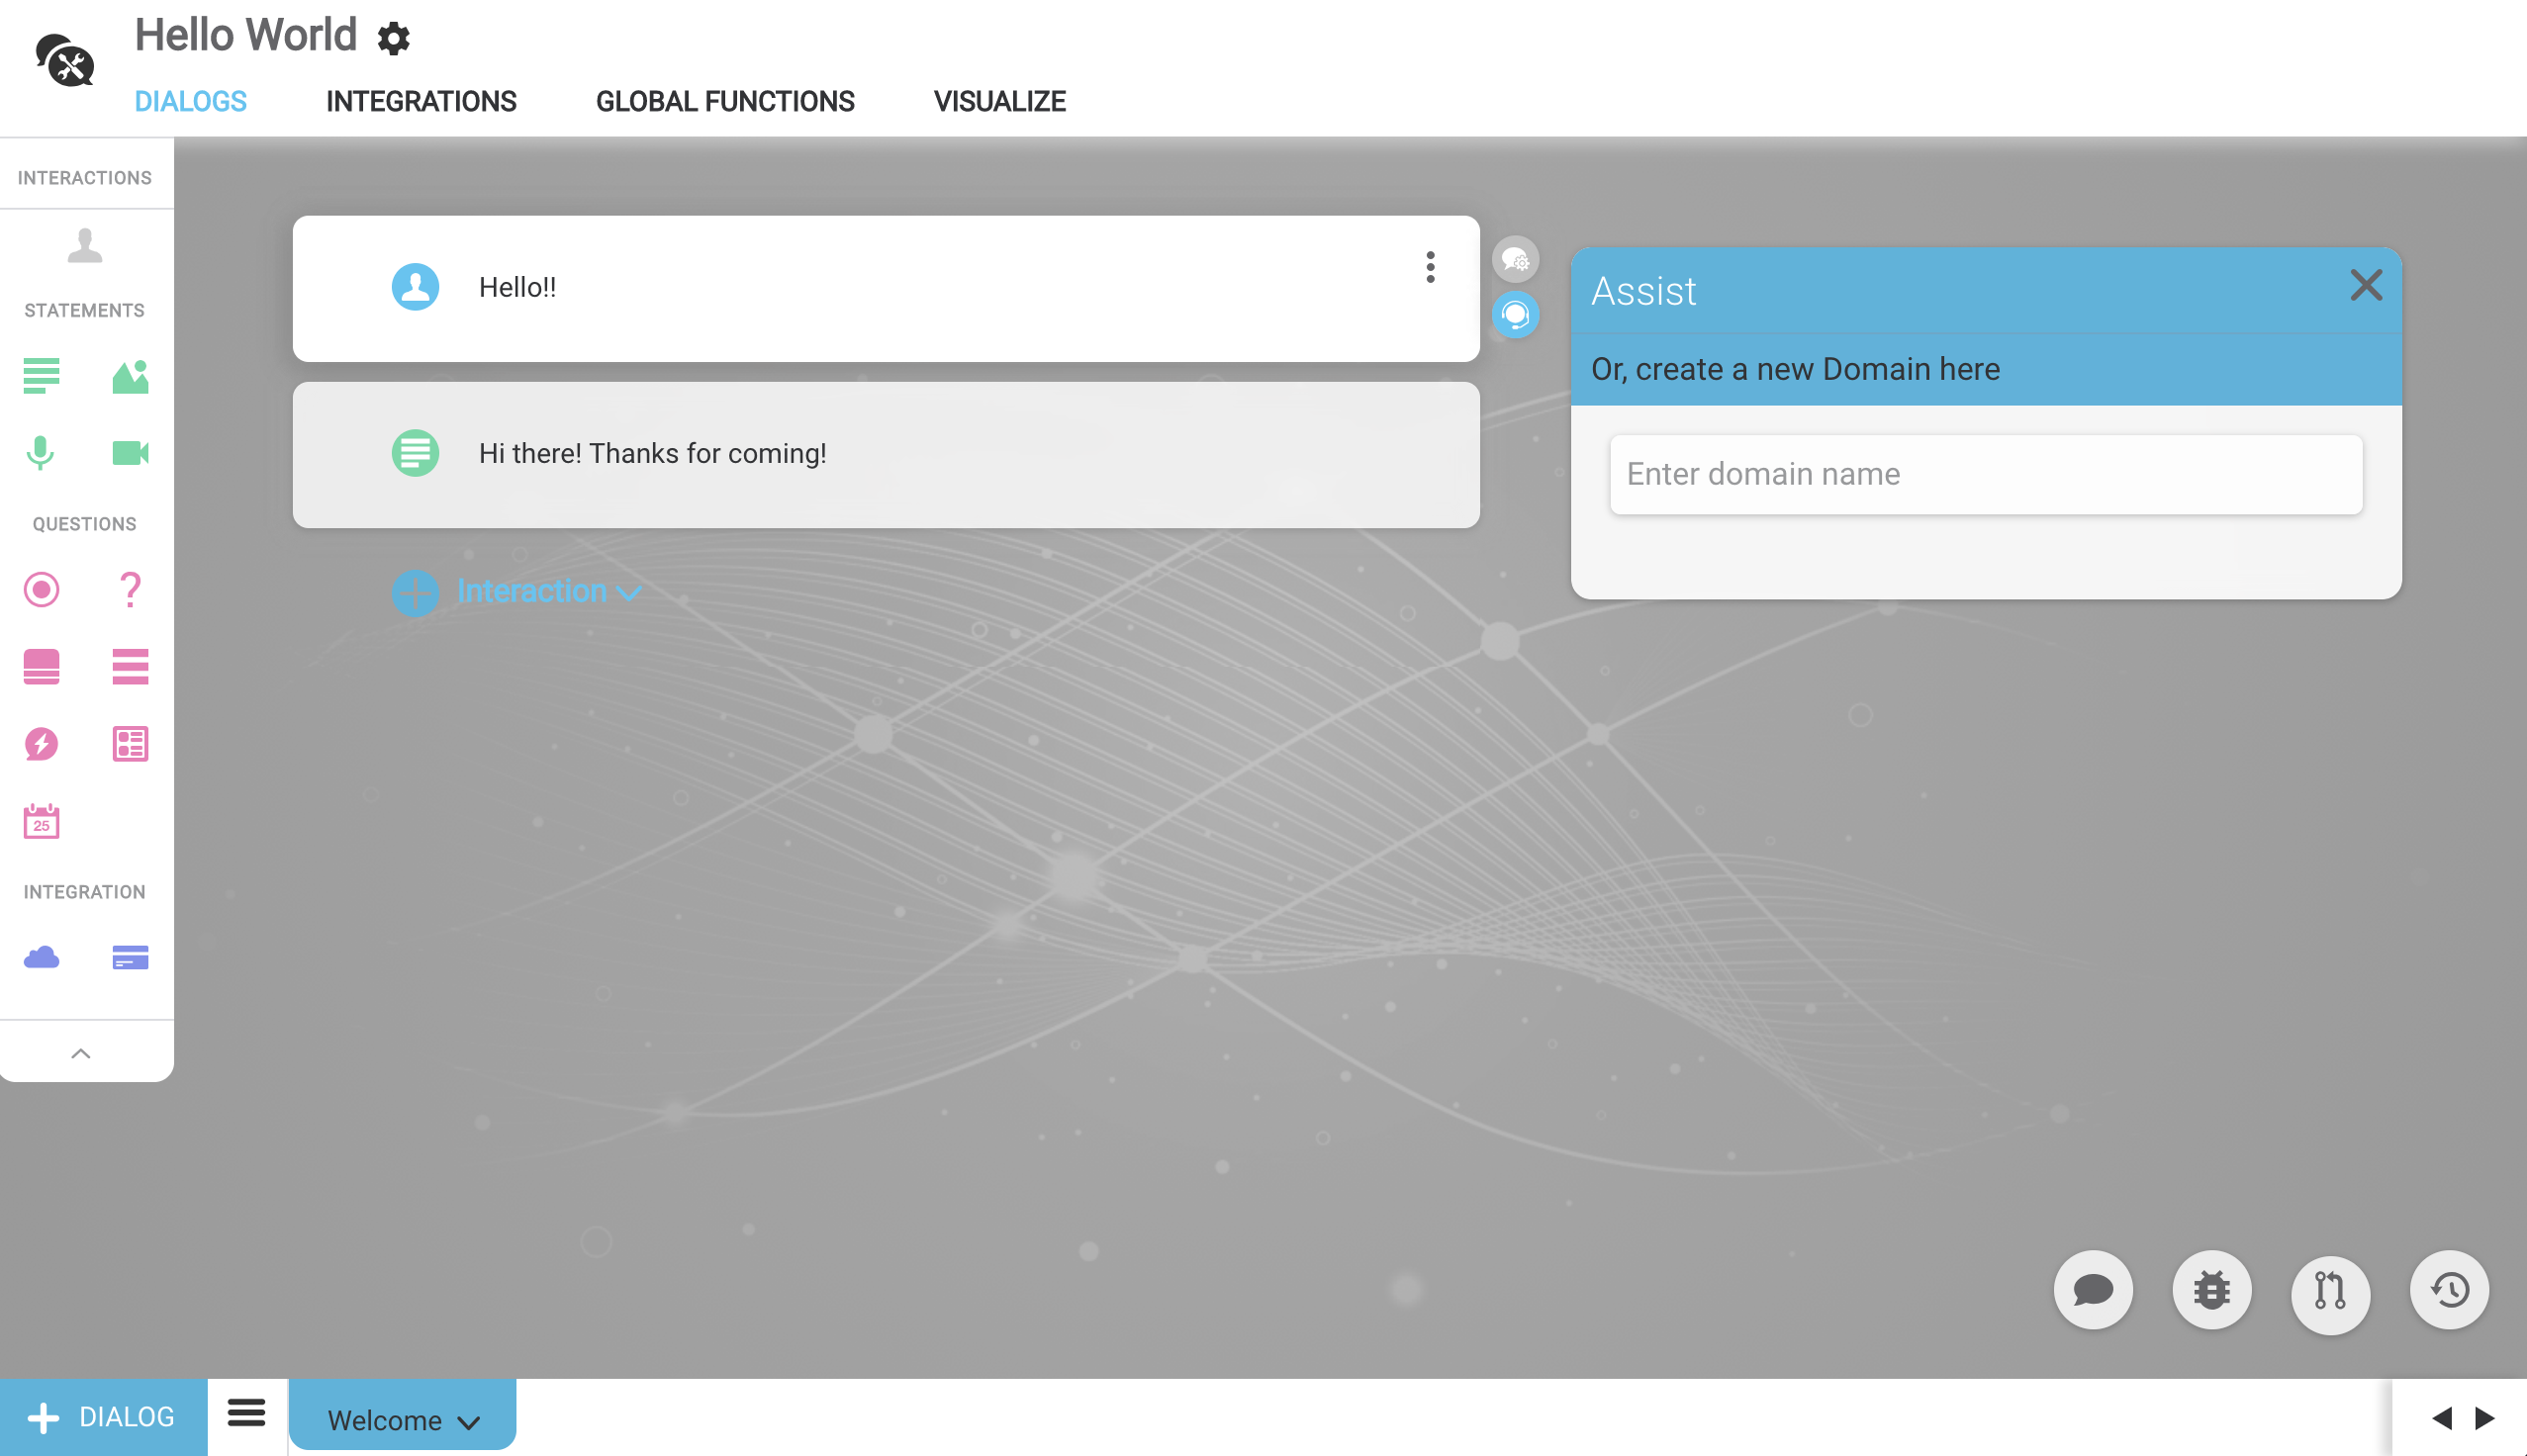 Hello World
DIALOGS INTEGRATIONS GLOBAL FUNCTIONS VISUALIZE
INTERACTIONS
STATEMENTS
QUESTIONS
?
25
INTEGRATION
Hello!!
Hi there! Thanks for coming!
Interaction
Assist
Or, create a new Domain here
Enter domain name
DIALOG
Welcome